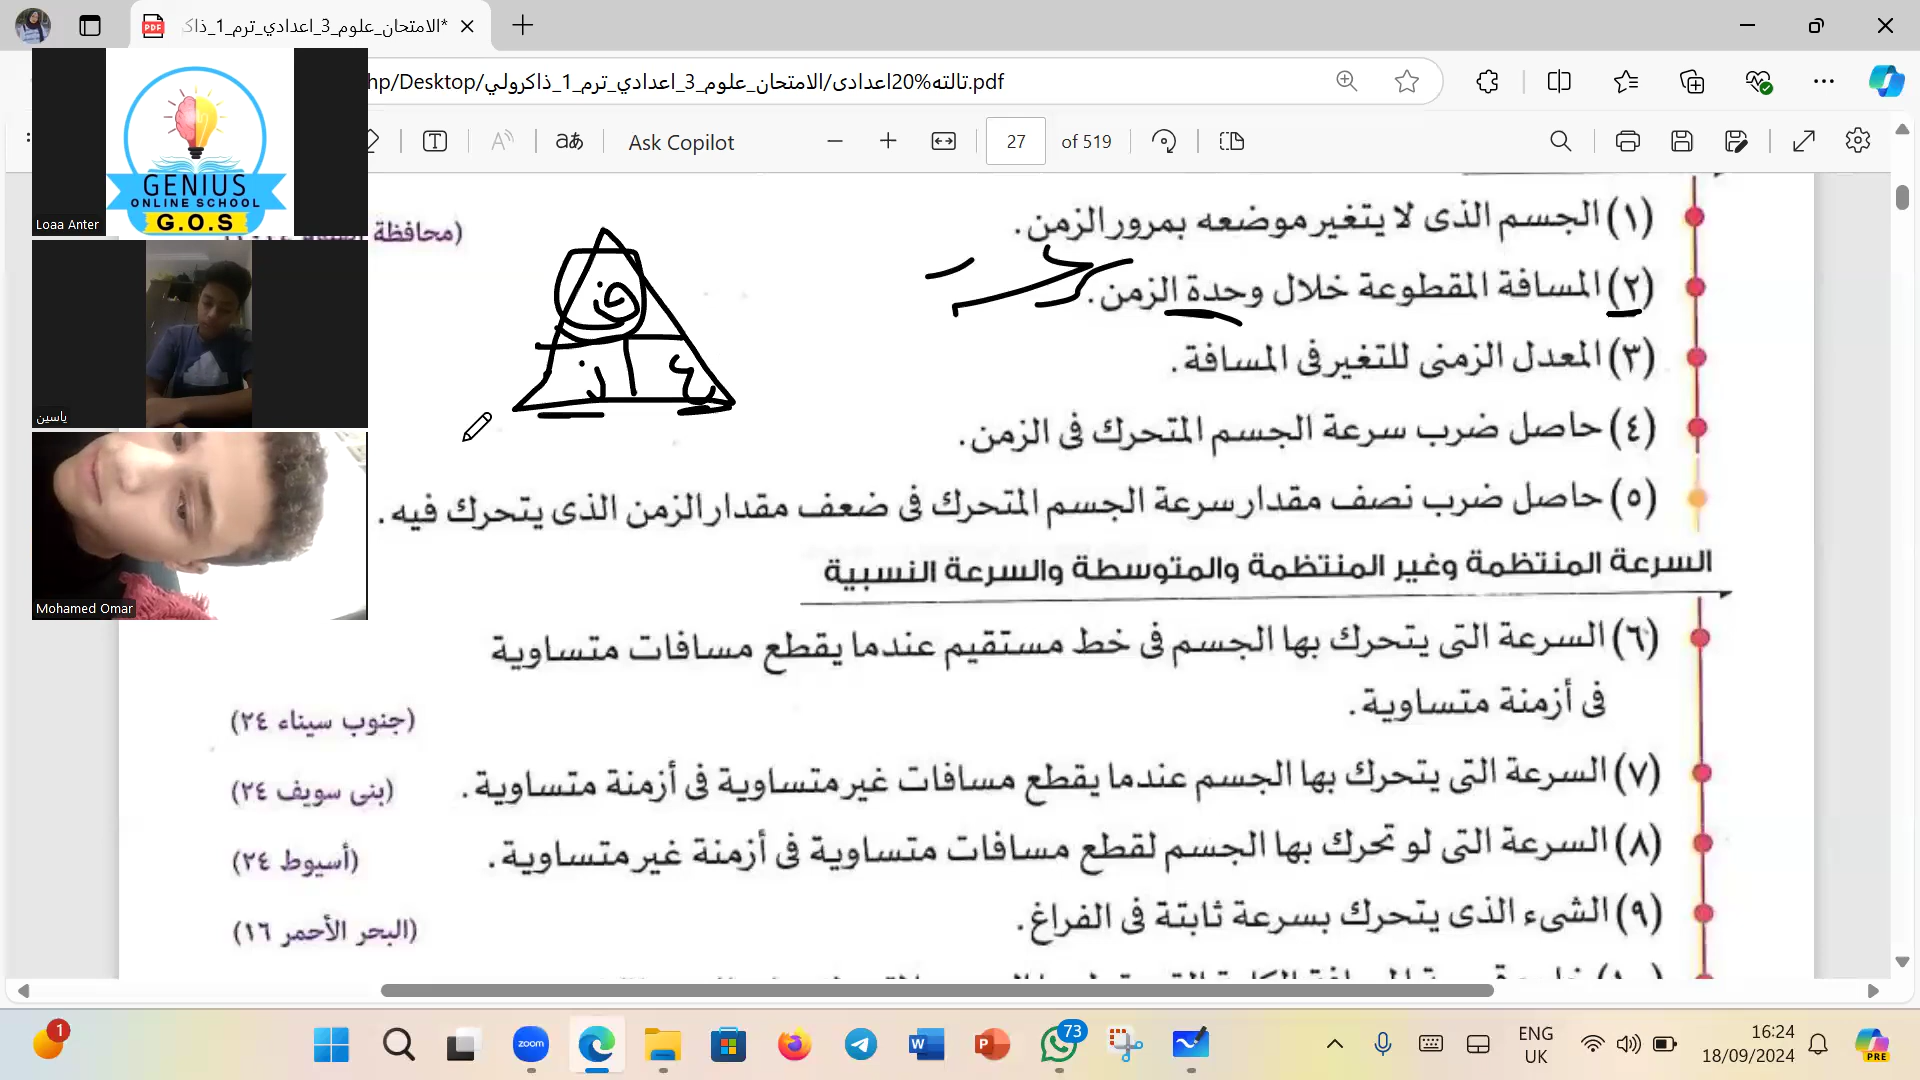 *الامتحان_علوم_3_اعدادي_ترم_1_ذاكر
hp/Desktop/تالته%20اعدادى/الامتحان_علوم_3_اعدادي_ترم_1_ذاكرولي.pdf
Ask Copilot
27 of 519
GENIUS
ONLINE SCHOOL
G.O.S
Loaa Anter
ياسين
Mohamed Omar
(١) الجسم الذى لا يتغير موضعه بمرور الزمن. (محافظة
(٢) المسافة المقطوعة خلال وحدة الزمن.
ف
ز ع
(٣) المعدل الزمنى للتغير فى المسافة.
(٤) حاصل ضرب سرعة الجسم المتحرك فى الزمن.
(٥) حاصل ضرب نصف مقدار سرعة الجسم المتحرك فى ضعف مقدار الزمن الذى يتحرك فيه.
السرعة المنتظمة وغير المنتظمة والمتوسطة والسرعة النسبية
(٦) السرعة التى يتحرك بها الجسم فى خط مستقيم عندما يقطع مسافات متساوية
فى أزمنة متساوية. (جنوب سيناء ٢٤)
(٧) السرعة التى يتحرك بها الجسم عندما يقطع مسافات غير متساوية فى أزمنة متساوية. (بنى سويف ٢٤)
(٨) السرعة التى لو تحرك بها الجسم لقطع مسافات متساوية فى أزمنة غير متساوية. (أسيوط ٢٤)
(٩) الشىء الذى يتحرك بسرعة ثابتة فى الفراغ. (البحر الأحمر ١٦)
1
zoom
73
ENG
UK
16:24
18/09/2024
PRE